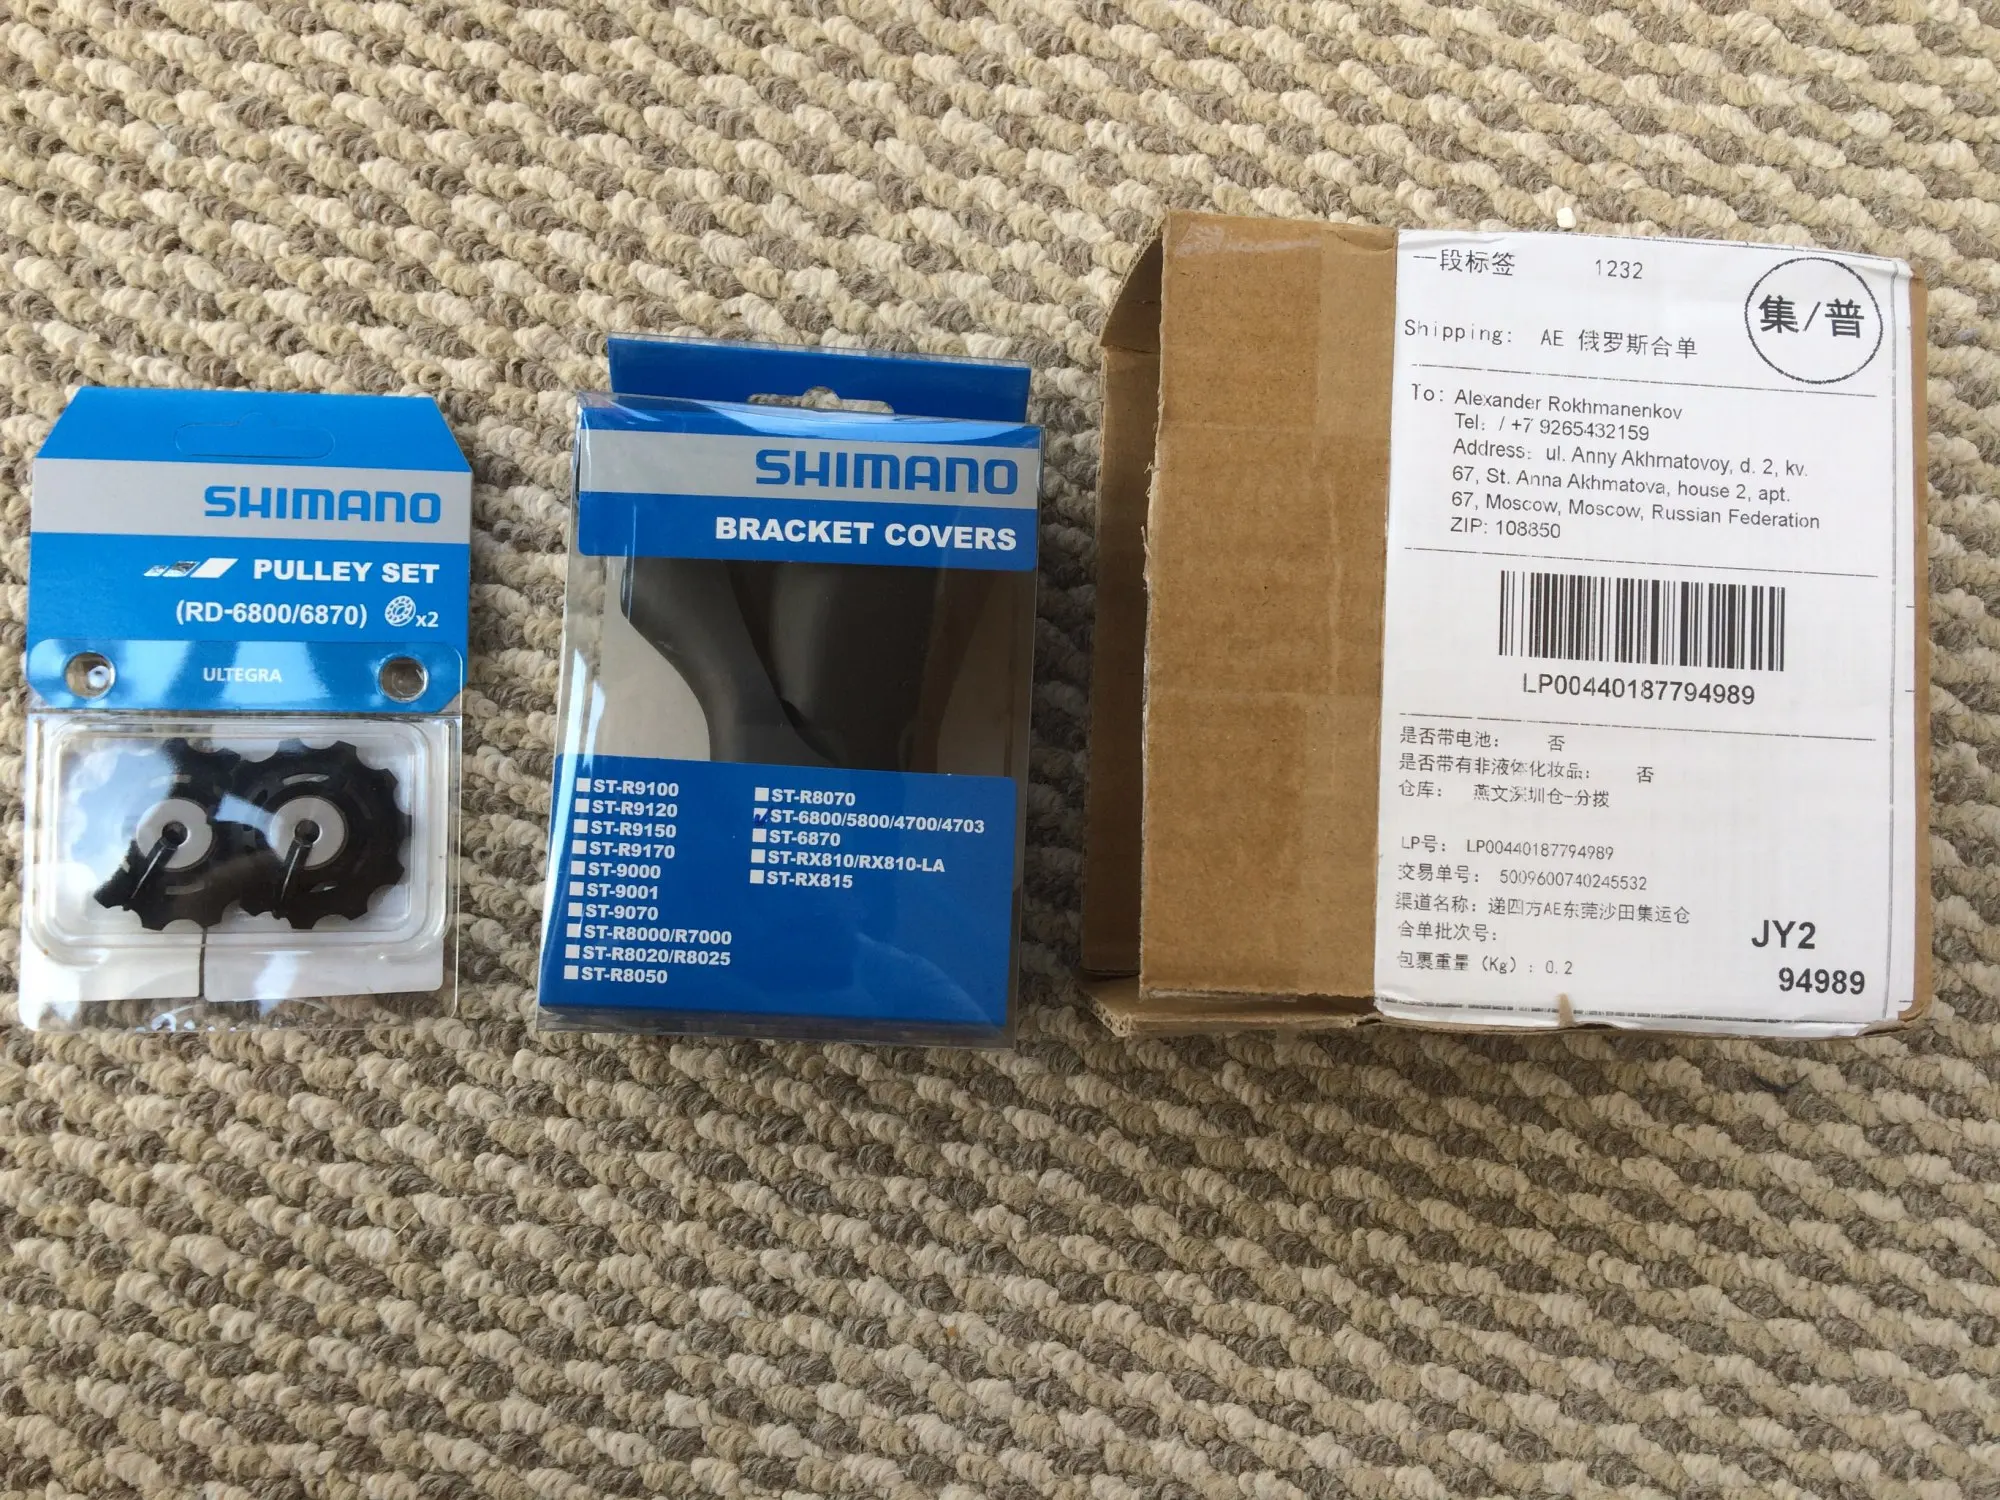 SHIMANO
PULLEY SET
(RD-6800/6870) x2
ULTEGRA
SHIMANO
BRACKET COVERS
ST-R9100
ST-R9120
ST-R9150
ST-R9170
ST-9000
ST-9001
ST-9070
ST-R8000/R7000
ST-R8020/R8025
ST-R8050
ST-R8070
ST-6800/5800/4700/4703
ST-6870
ST-RX810/RX810-LA
ST-RX815
一段标签 1232
集/普
Shipping: AE 俄罗斯合单
To: Alexander Rokhmanenkov
Tel: / +7 9265432159
Address: ul. Anny Akhmatovoy, d. 2, kv.
67, St. Anna Akhmatova, house 2, apt.
67, Moscow, Moscow, Russian Federation
ZIP: 108850
LP00440187794989
是否带电池: 否
是否带有非液体化妆品: 否
仓库: 燕文深圳仓-分拨
LP号: LP00440187794989
交易单号: 5009600740245532
渠道名称: 递四方AE东莞沙田集运仓
合单批次号:
包裹重量 (Kg) : 0.2
JY2
94989